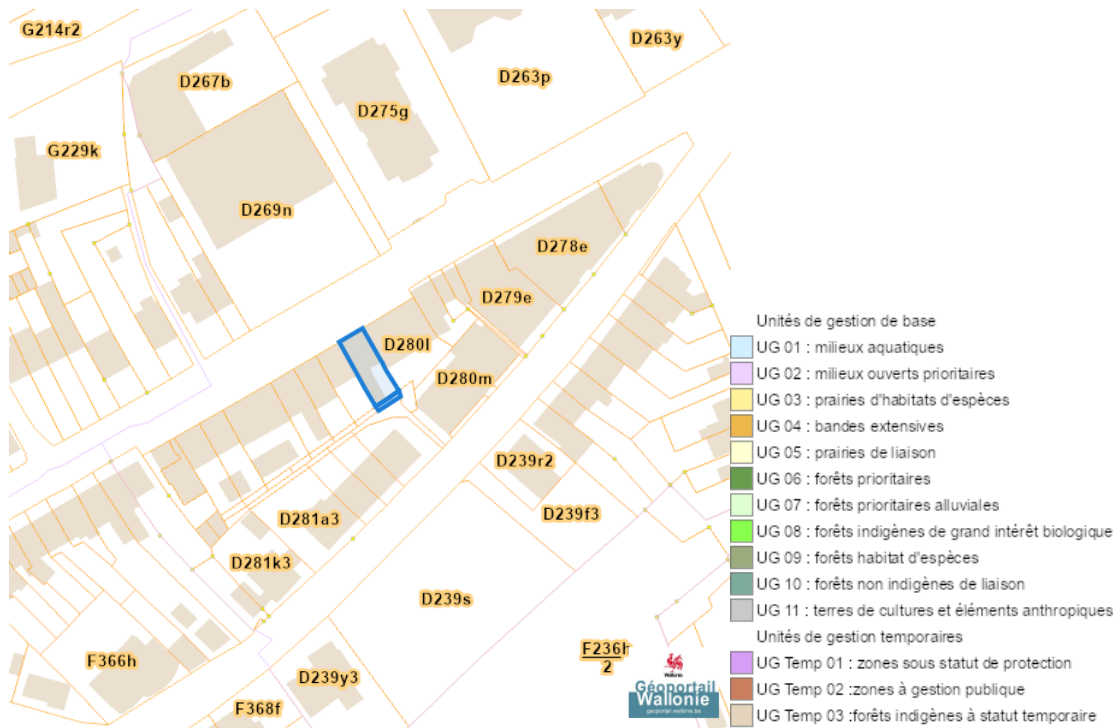 G214r2
D263y
D267b
D263p
D275g
G229k
D269n
D278e
D279e
D280l
D280m
D239r2
D281a3
D239f3
D281k3
D239s
F236h
2
F366h
D239y3
F368f
Wallonie
Géoportail
Wallonie
geoportail.wallonie.be
Unités de gestion de base
UG 01 : milieux aquatiques
UG 02 : milieux ouverts prioritaires
UG 03 : prairies d'habitats d'espèces
UG 04 : bandes extensives
UG 05 : prairies de liaison
UG 06 : forêts prioritaires
UG 07 : forêts prioritaires alluviales
UG 08 : forêts indigènes de grand intérêt biologique
UG 09 : forêts habitat d'espèces
UG 10 : forêts non indigènes de liaison
UG 11 : terres de cultures et éléments anthropiques
Unités de gestion temporaires
UG Temp 01 : zones sous statut de protection
UG Temp 02 :zones à gestion publique
UG Temp 03 :forêts indigènes à statut temporaire